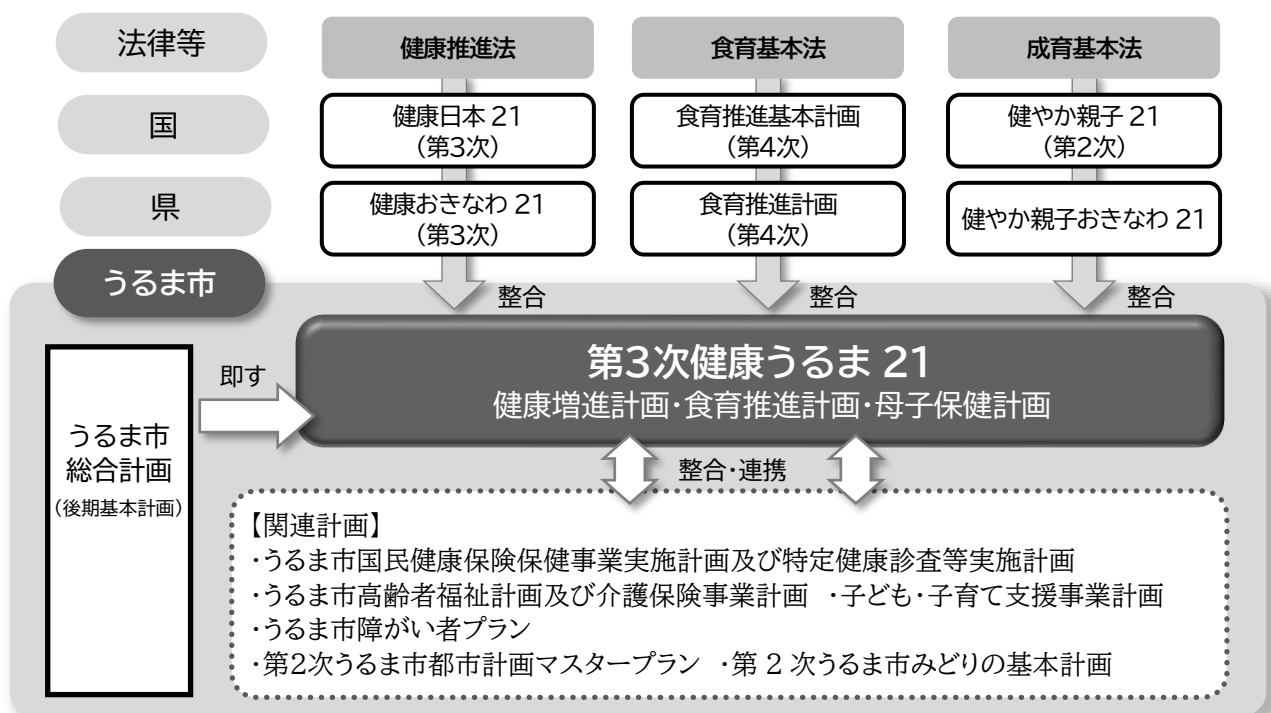 法律等
健康推進法
食育基本法
成育基本法
国
健康日本 21
(第3次)
食育推進基本計画
(第4次)
健やか親子 21
(第2次)
県
健康おきなわ 21
(第3次)
食育推進計画
(第4次)
健やか親子おきなわ 21
うるま市
整合
整合
整合
第3次健康うるま 21
健康増進計画・食育推進計画・母子保健計画
即す
うるま市
総合計画
(後期基本計画)
整合・連携
【関連計画】
・うるま市国民健康保険保健事業実施計画及び特定健康診査等実施計画
・うるま市高齢者福祉計画及び介護保険事業計画 ・子ども・子育て支援事業計画
・うるま市障がい者プラン
・第2次うるま市都市計画マスタープラン ・第 2 次うるま市みどりの基本計画